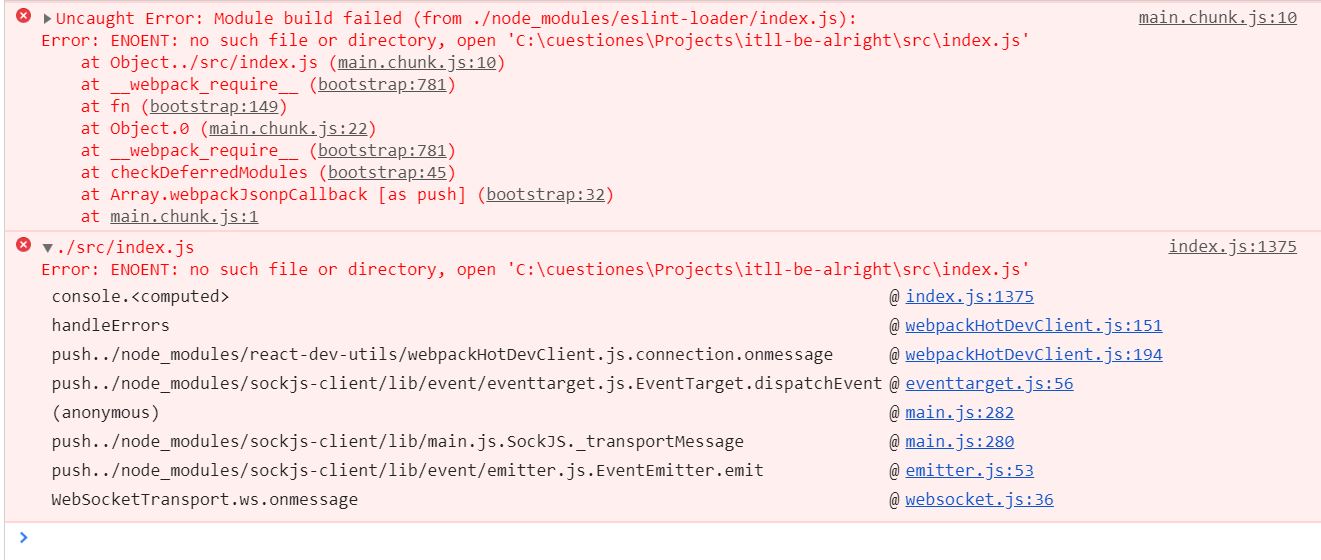 Uncaught Error: Module build failed (from ./node_modules/eslint-loader/index.js): main.chunk.js:10
Error: ENOENT: no such file or directory, open 'C:\cuestiones\Projects\itll-be-alright\src\index.js'
at Object../src/index.js (main.chunk.js:10)
at __webpack_require__ (bootstrap:781)
at fn (bootstrap:149)
at Object.0 (main.chunk.js:22)
at __webpack_require__ (bootstrap:781)
at checkDeferredModules (bootstrap:45)
at Array.webpackJsonpCallback [as push] (bootstrap:32)
at main.chunk.js:1
./src/index.js index.js:1375
Error: ENOENT: no such file or directory, open 'C:\cuestiones\Projects\itll-be-alright\src\index.js'
console.<computed> @ index.js:1375
handleErrors @ webpackHotDevClient.js:151
push../node_modules/react-dev-utils/webpackHotDevClient.js.connection.onmessage @ webpackHotDevClient.js:194
push../node_modules/sockjs-client/lib/event/eventtarget.js.EventTarget.dispatchEvent @ eventtarget.js:56
(anonymous) @ main.js:282
push../node_modules/sockjs-client/lib/main.js.SockJS._transportMessage @ main.js:280
push../node_modules/sockjs-client/lib/event/emitter.js.EventEmitter.emit @ emitter.js:53
WebSocketTransport.ws.onmessage @ websocket.js:36